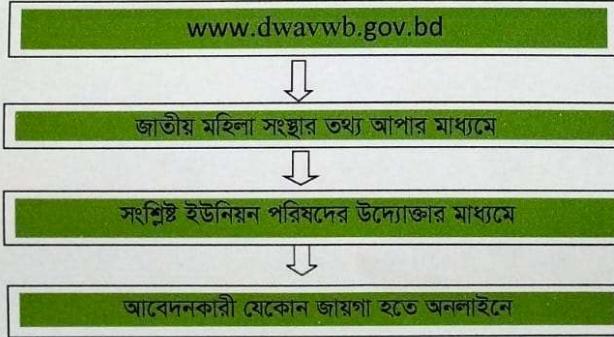 www.dwavwb.gov.bd
জাতীয় মহিলা সংস্থার তথ্য আপার মাধ্যমে
সংশ্লিষ্ট ইউনিয়ন পরিষদের উদ্যোক্তার মাধ্যমে
আবেদনকারী যেকোন জায়গা হতে অনলাইনে